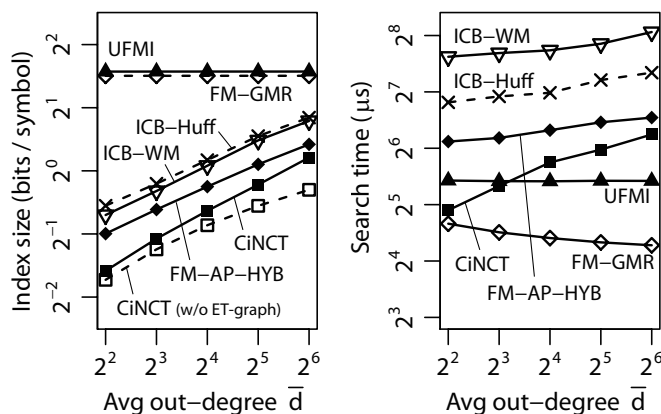 Index size (bits / symbol)
2^2
2^1
2^0
2^−1
2^−2
UFMI
FM−GMR
ICB−Huff
ICB−WM
CiNCT
FM−AP−HYB
CiNCT (w/o ET-graph)
2^2 2^3 2^4 2^5 2^6
Avg out−degree d̅
Search time (μs)
2^8
2^7
2^6
2^5
2^4
2^3
ICB−WM
ICB−Huff
UFMI
FM−GMR
CiNCT
FM−AP−HYB
2^2 2^3 2^4 2^5 2^6
Avg out−degree d̅